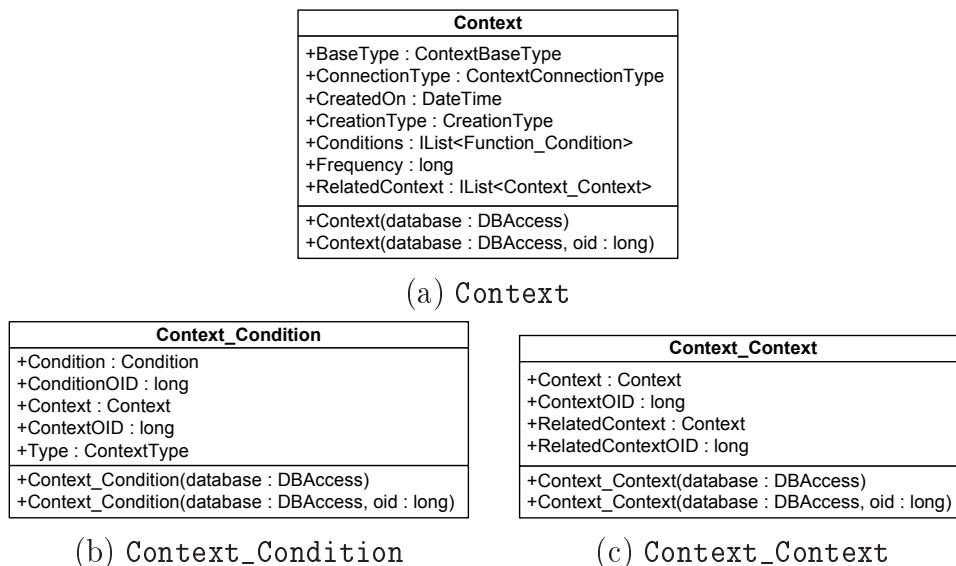 Context
+BaseType : ContextBaseType
+ConnectionType : ContextConnectionType
+CreatedOn : DateTime
+CreationType : CreationType
+Conditions : IList<Function_Condition>
+Frequency : long
+RelatedContext : IList<Context_Context>
+Context(database : DBAccess)
+Context(database : DBAccess, oid : long)
(a) Context
Context_Condition
+Condition : Condition
+ConditionOID : long
+Context : Context
+ContextOID : long
+Type : ContextType
+Context_Condition(database : DBAccess)
+Context_Condition(database : DBAccess, oid : long)
(b) Context_Condition
Context_Context
+Context : Context
+ContextOID : long
+RelatedContext : Context
+RelatedContextOID : long
+Context_Context(database : DBAccess)
+Context_Context(database : DBAccess, oid : long)
(c) Context_Context